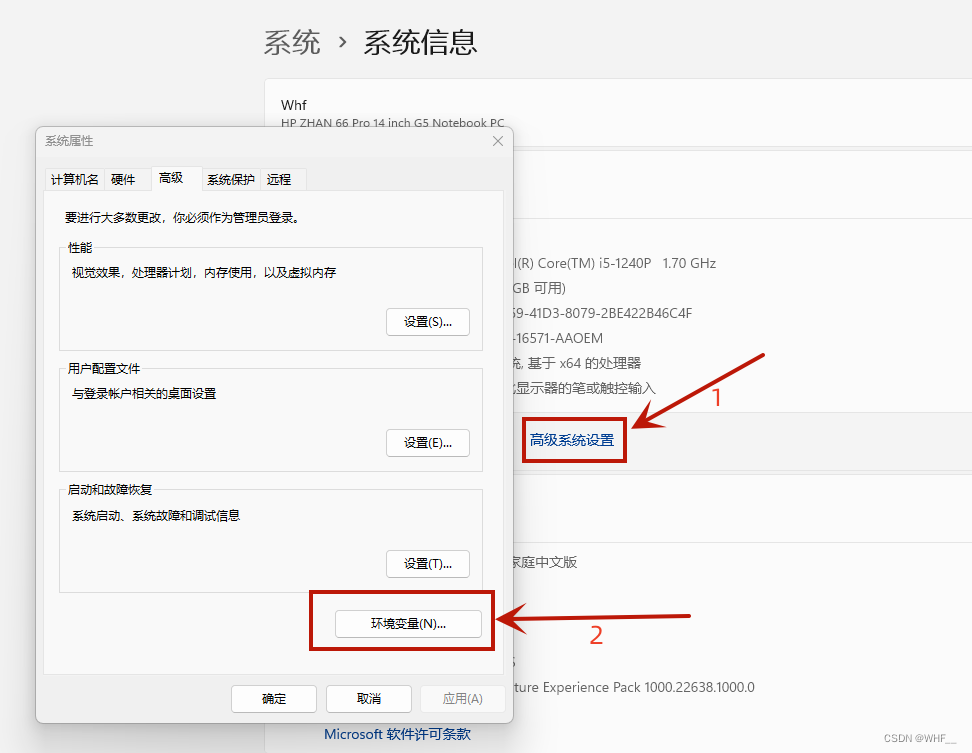 系统 › 系统信息
Whf
HP ZHAN 66 Pro 14 inch G5 Notebook PC
系统属性
计算机名 硬件 高级 系统保护 远程
要进行大多数更改，你必须作为管理员登录。
性能
视觉效果，处理器计划，内存使用，以及虚拟内存
设置(S)...
用户配置文件
与登录帐户相关的桌面设置
设置(E)...
启动和故障恢复
系统启动、系统故障和调试信息
设置(T)...
环境变量(N)...
确定 取消 应用(A)
l(R) Core(TM) i5-1240P 1.70 GHz
GB 可用)
59-41D3-8079-2BE422B46C4F
-16571-AAOEM
统, 基于 x64 的处理器
显示器的笔或触控输入
1
高级系统设置
家庭中文版
2
ture Experience Pack 1000.22638.1000.0
Microsoft 软件许可条款
CSDN @WHF__